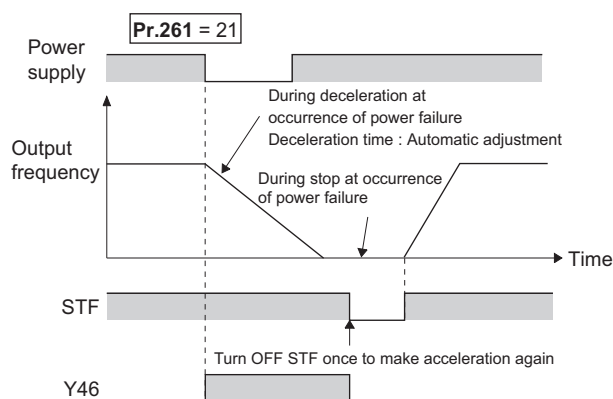 Pr.261 = 21
Power
supply
During deceleration at
occurrence of power failure
Deceleration time : Automatic adjustment
Output
frequency
During stop at occurrence
of power failure
Time
STF
Turn OFF STF once to make acceleration again
Y46